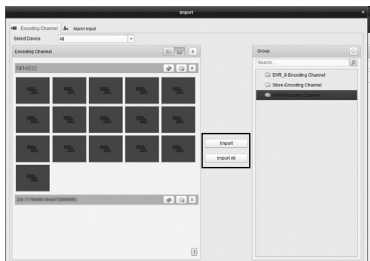 Import
Encoding Channel
Alarm Input
Select Device
All
Encoding Channel
Group
Search...
DVR_8-Encoding Channel
Store-Encoding Channel
Import
Import All